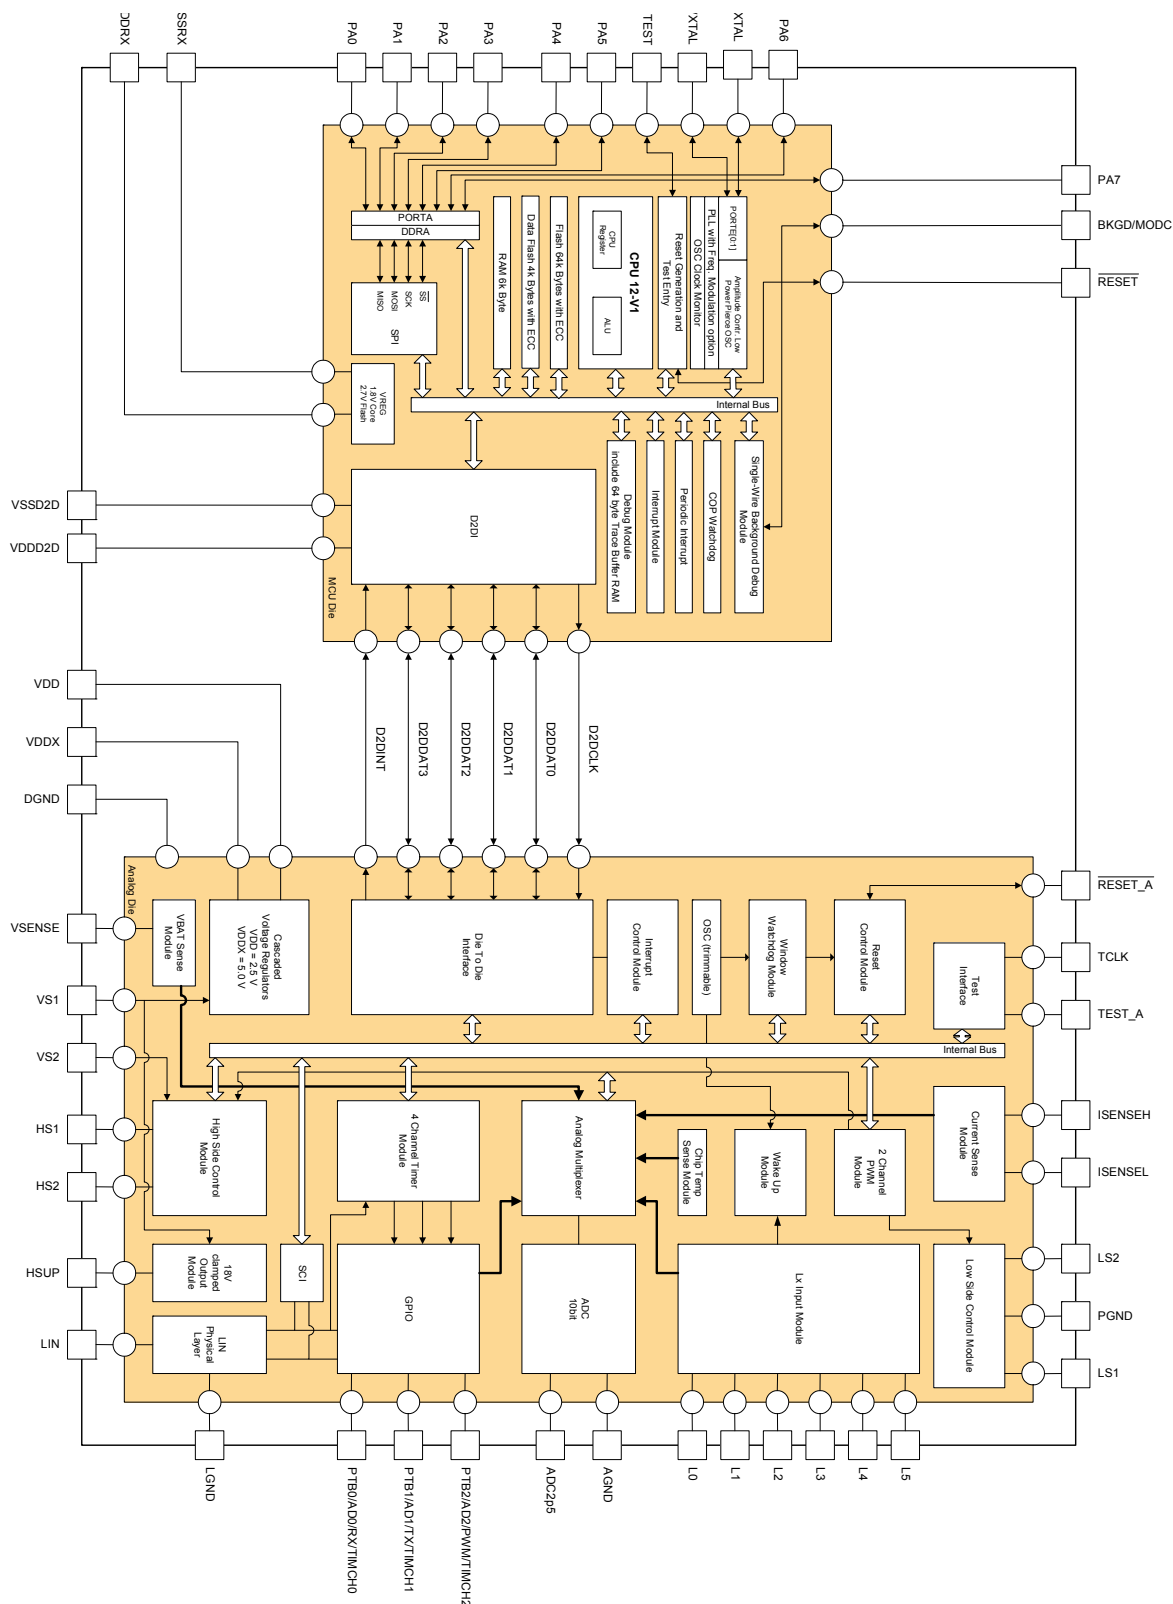 DDRX
SSRX
PA0
PA1
PA2
PA3
PA4
PA5
TEST
XTAL
PA6
PA7
BKGD/MODC
RESET
PORTA
DDRA
MISO
MOSI
SCK
SS
SPI
RAM 6k Byte
Data Flash 4k Bytes with ECC
Flash 64k Bytes with ECC
CPU 12-V1
CPU
Register
ALU
Reset Generation and
Test Entry
PLL with Freq. Modulation option
OSC Clock Monitor
PORTE[0:1]
Amplitude Contr. Low
Power Pierce OSC
VREG
1.8V Core
2.7V Flash
Internal Bus
D2DI
Debug Module
include 64 byte Trace Buffer RAM
Interrupt Module
Periodic Interrupt
COP Watchdog
Single-Wire Background Debug
Module
MCU Die
VSSD2D
VDDD2D
VDD
VDDX
DGND
D2DINT
D2DDAT3
D2DDAT2
D2DDAT1
D2DDAT0
D2DCLK
Analog Die
VSENSE
VS1
VS2
HS1
HS2
HSUP
LIN
VBAT Sense
Module
Cascaded
Voltage Regulators
VDD = 2.5 V
VDDX = 5.0 V
Die To Die
Interface
Interrupt
Control Module
OSC (trimmable)
Window
Watchdog Module
Reset
Control Module
Test
Interface
RESET_A
TCLK
TEST_A
Internal Bus
High Side Control
Module
4 Channel Timer
Module
Analog Multiplexer
Chip Temp
Sense Module
Wake Up
Module
2 Channel
PWM
Module
Current Sense
Module
ISENSEH
ISENSEL
18V
clamped
Output
Module
SCI
GPIO
ADC
10bit
Lx Input Module
Low Side Control Module
LS2
PGND
LS1
LIN
Physical
Layer
LGND
PTB0/AD0/RX/TIMCH0
PTB1/AD1/TX/TIMCH1
PTB2/AD2/PWM/TIMCH2
ADC2p5
AGND
L0
L1
L2
L3
L4
L5